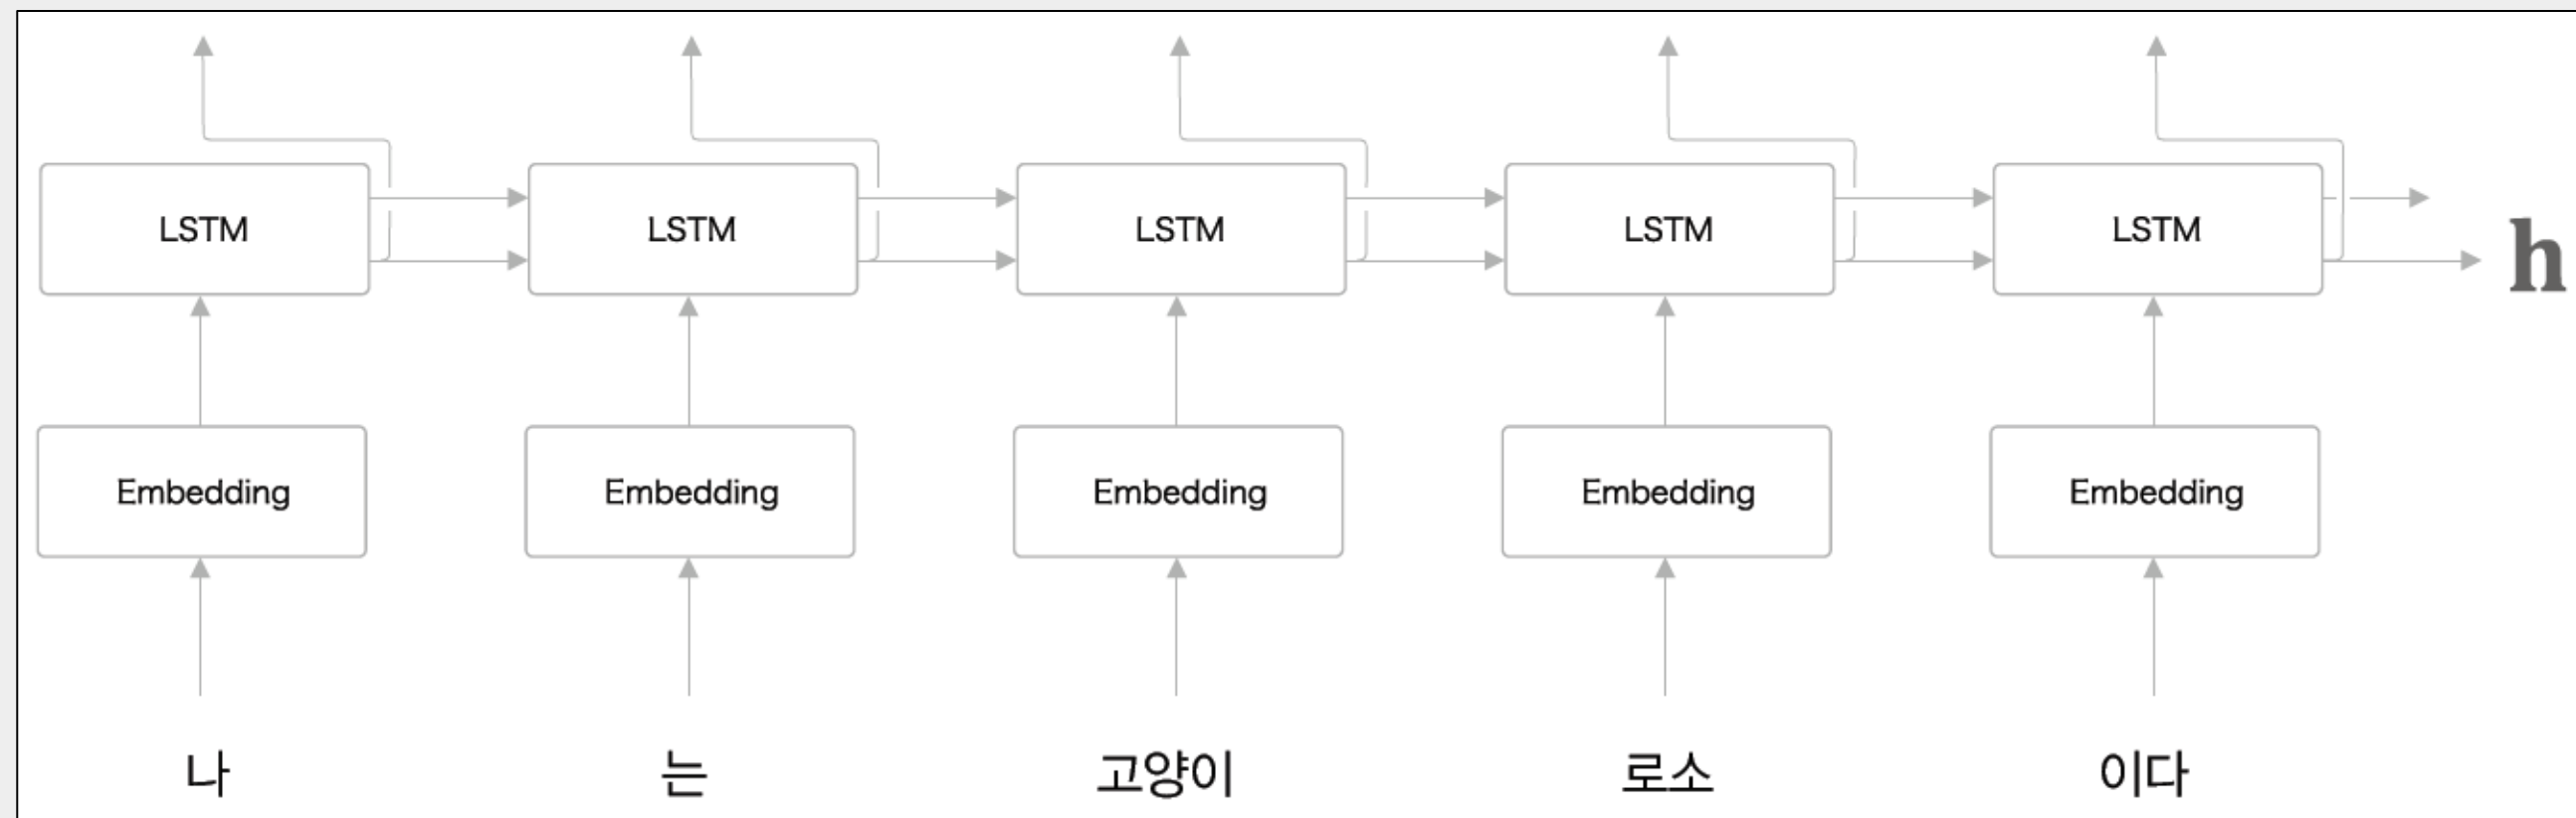 LSTM LSTM LSTM LSTM LSTM
h
Embedding Embedding Embedding Embedding Embedding
나 는 고양이 로소 이다